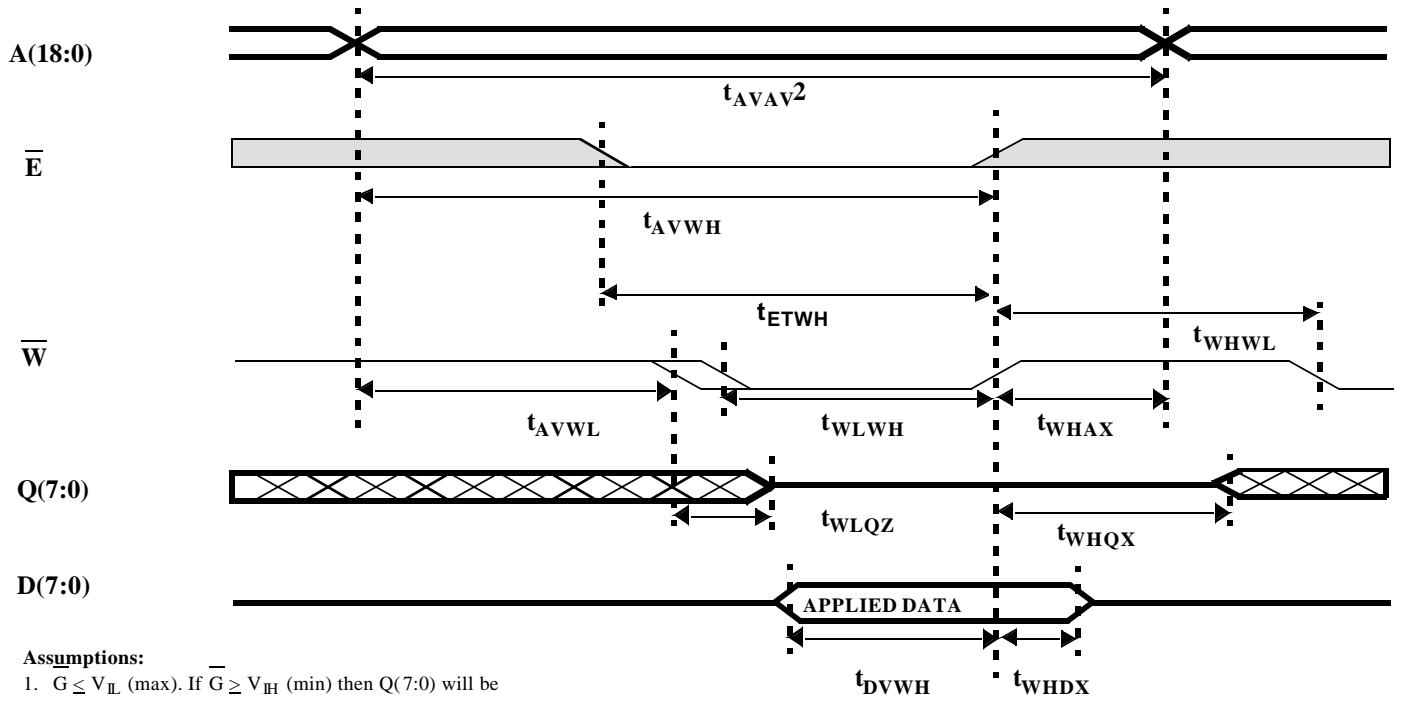 A(18:0)
tAVAV2
E
tAVWH
tETWH
tWHWL
W
tAVWL
tWLWH
tWHAX
Q(7:0)
tWLQZ
tWHQX
D(7:0)
APPLIED DATA
tDVWH
tWHDX
Assumptions:
1. G ≤ VIL (max). If G ≥ VIH (min) then Q(7:0) will be